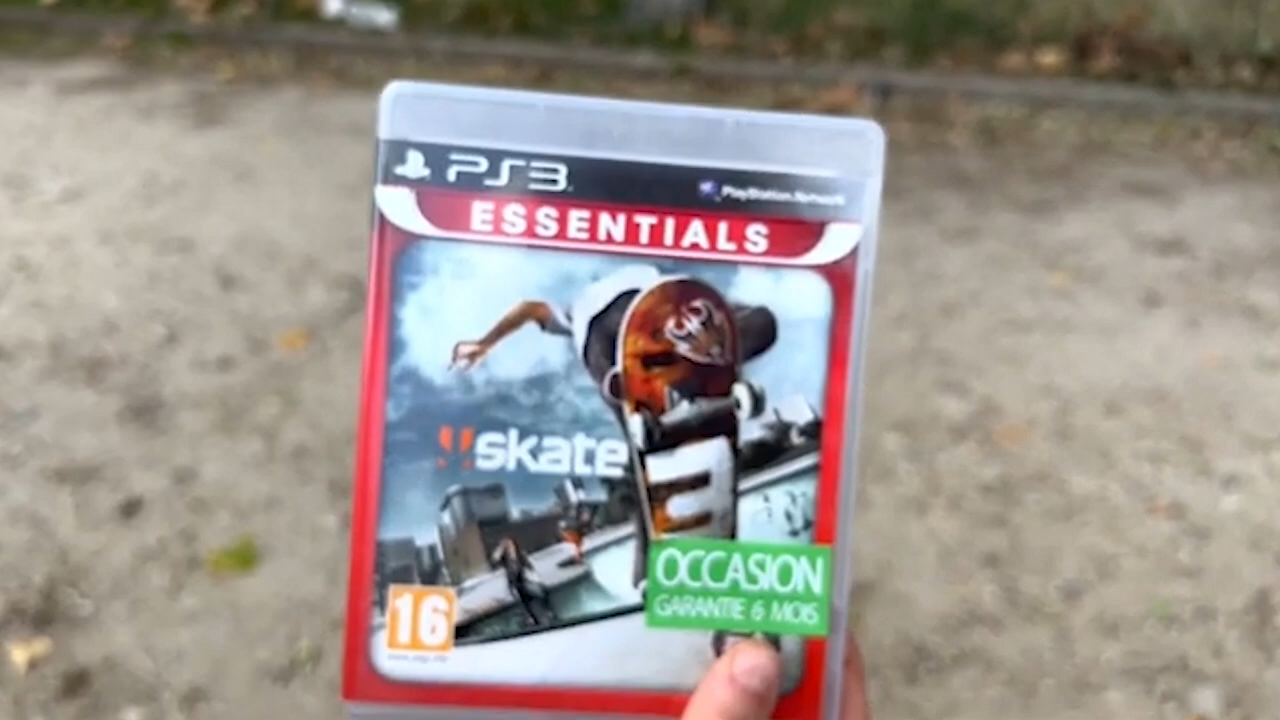 PS3
PlayStation Network
ESSENTIALS
skate
3
OCCASION
GARANTIE 6 MOIS
16